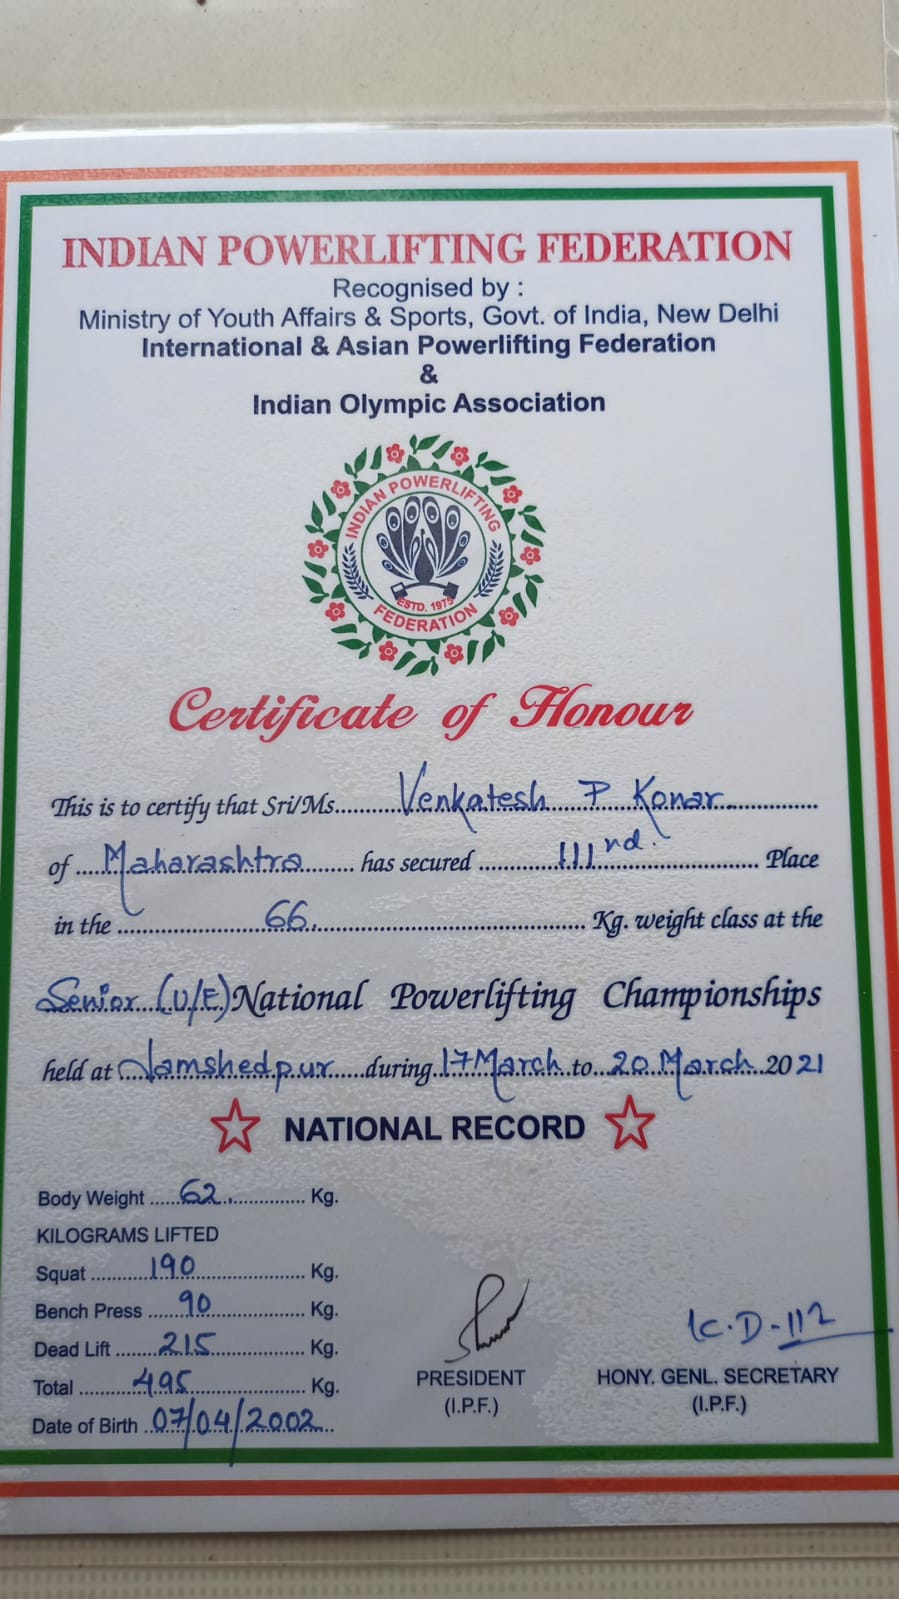 INDIAN POWERLIFTING FEDERATION
Recognised by :
Ministry of Youth Affairs & Sports, Govt. of India, New Delhi
International & Asian Powerlifting Federation
&
Indian Olympic Association
INDIAN POWERLIFTING
ESTD. 1975
FEDERATION
Certificate of Honour
This is to certify that Sri/Ms. Venkatesh P Konar
of Maharashtra has secured IIInd. Place
in the 66. Kg. weight class at the
Senior (U/E) National Powerlifting Championships
held at Jamshedpur during 17 March to 20 March 2021
NATIONAL RECORD
Body Weight 62. Kg.
KILOGRAMS LIFTED
Squat 190 Kg.
Bench Press 90 Kg.
Dead Lift 215 Kg.
Total 495 Kg.
Date of Birth 07/04/2002
PRESIDENT
(I.P.F.)
HONY. GENL. SECRETARY
(I.P.F.)